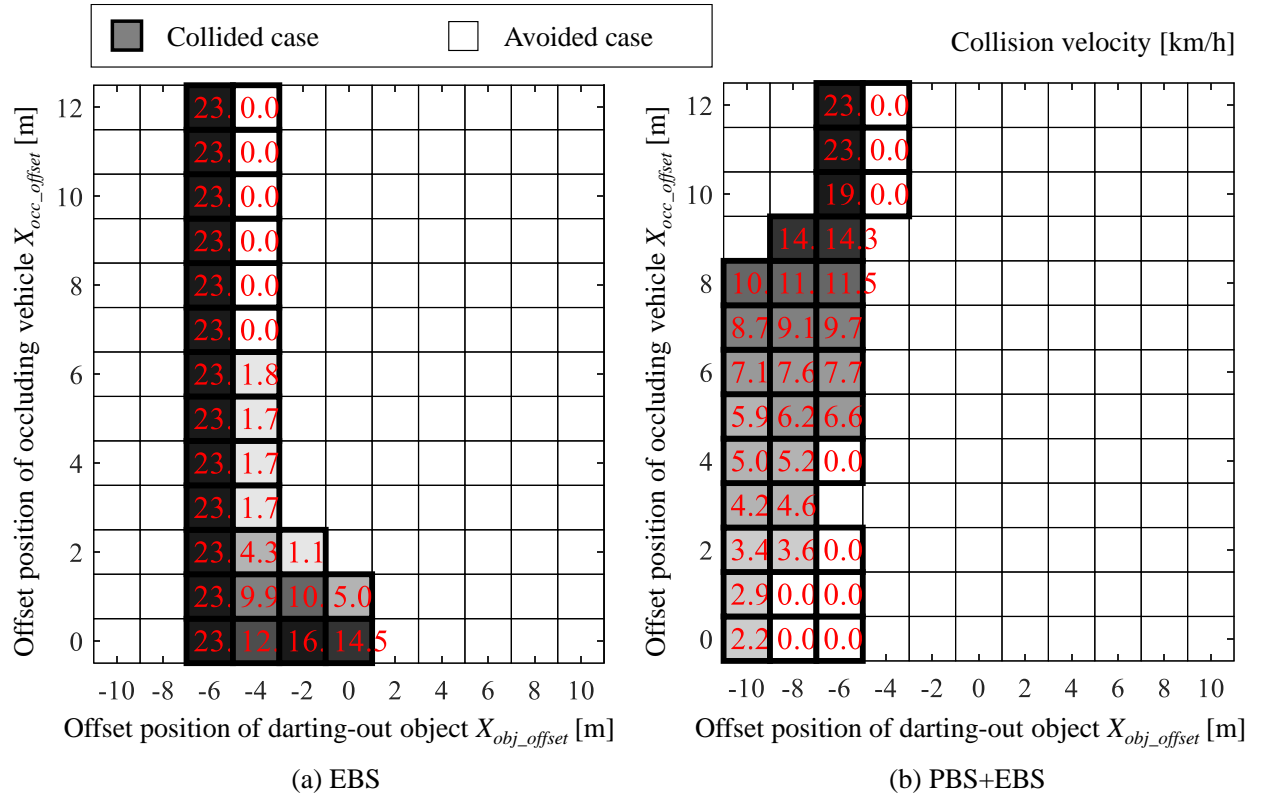 Collided case Avoided case Collision velocity [km/h]
Offset position of occluding vehicle X_occ_offset [m]
12 23. 0.0
23. 0.0
10 23. 0.0
23. 0.0
8 23. 0.0
23. 0.0
6 23. 1.8
23. 1.7
4 23. 1.7
23. 1.7
2 23. 4.3 1.1
23. 9.9 10. 5.0
0 23. 12. 16. 14.5
-10 -8 -6 -4 -2 0 2 4 6 8 10
Offset position of darting-out object X_obj_offset [m]
(a) EBS
Offset position of occluding vehicle X_occ_offset [m]
12 23. 0.0
23. 0.0
10 19. 0.0
14. 14.3
8 10. 11. 11.5
8.7 9.1 9.7
6 7.1 7.6 7.7
5.9 6.2 6.6
4 5.0 5.2 0.0
4.2 4.6
2 3.4 3.6 0.0
2.9 0.0 0.0
0 2.2 0.0 0.0
-10 -8 -6 -4 -2 0 2 4 6 8 10
Offset position of darting-out object X_obj_offset [m]
(b) PBS+EBS